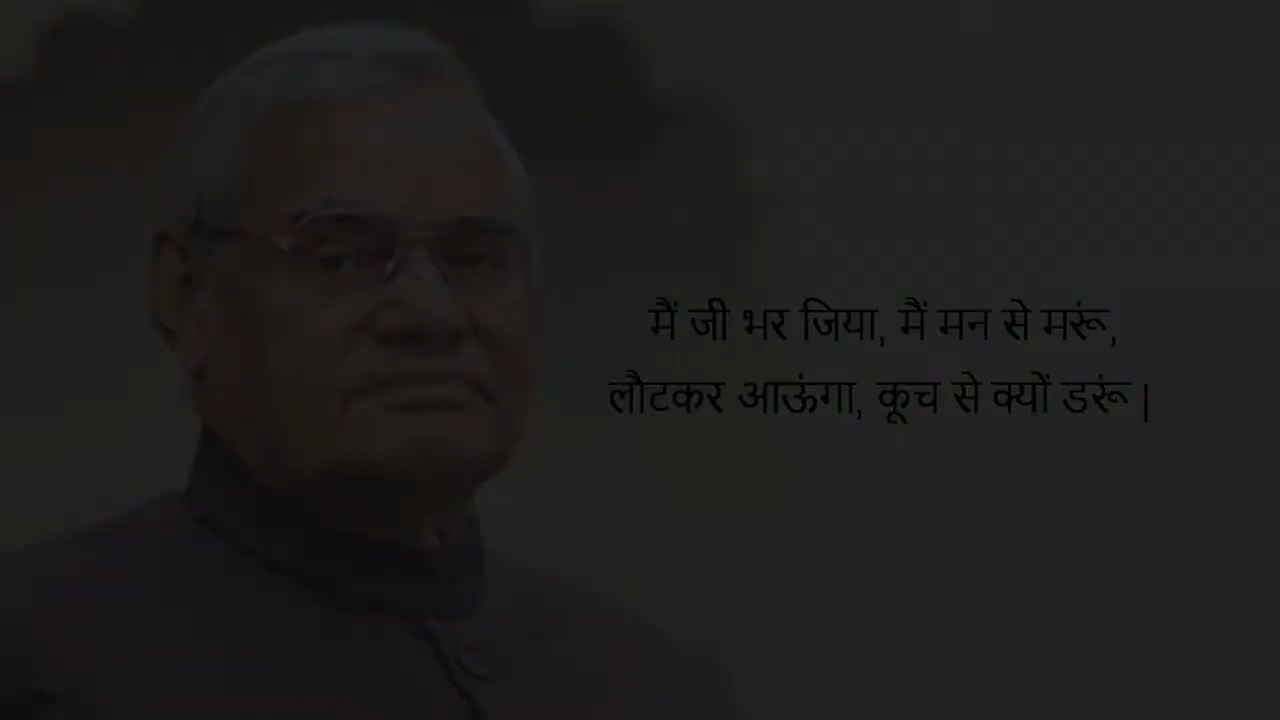 मैं जी भर जिया, मैं मन से मरूं,
लौटकर आऊंगा, कूच से क्यों डरूं |